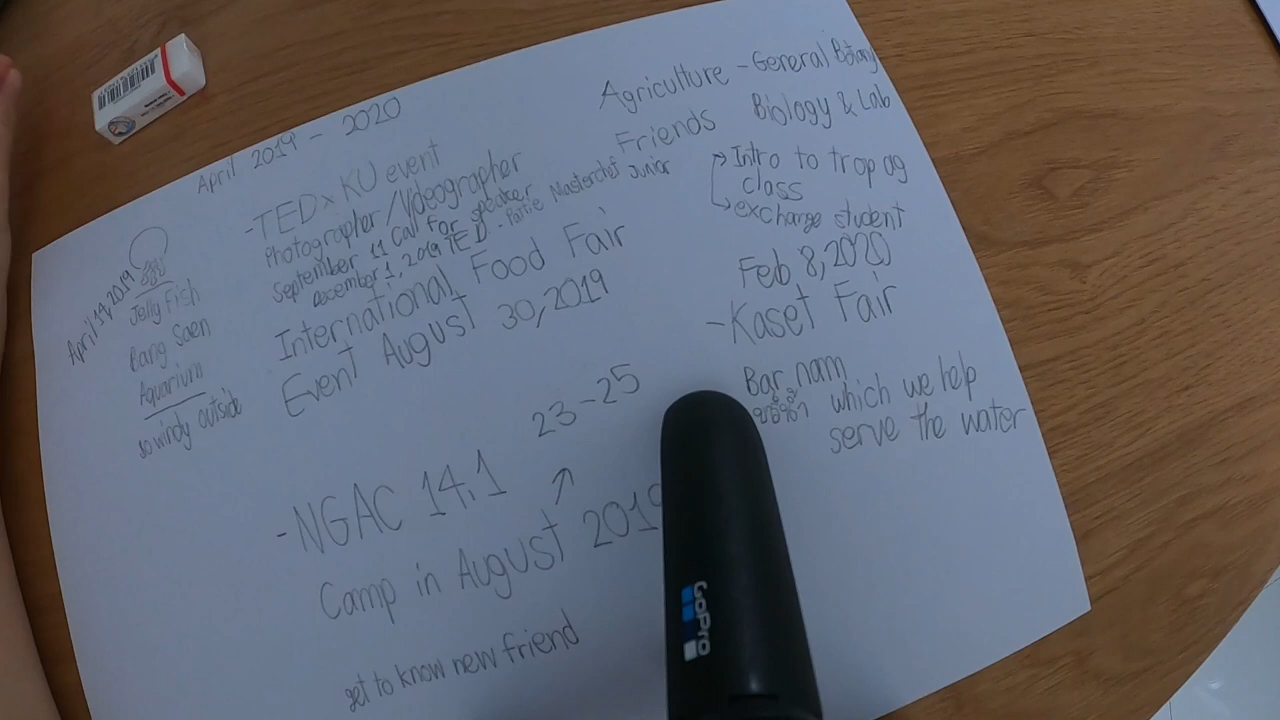 April 2019 - 2020
-TEDx KU event
Photographer/Videographer
September 11 Call for speaker
December 1, 2019 TED - Partie Masterchef Junior
International Food Fair
Event August 30, 2019
23-25
-NGAC 14.1
Camp in August 2019
get to know new friend
April 14, 2019
Jelly Fish
Bang Saen
Aquarium
so windy outside
Agriculture - General Botany
Friends Biology & Lab
Intro to trop ag
class
exchange student
Feb 8, 2020
-Kaset Fair
Bar nam
which we help
serve the water
GoPro